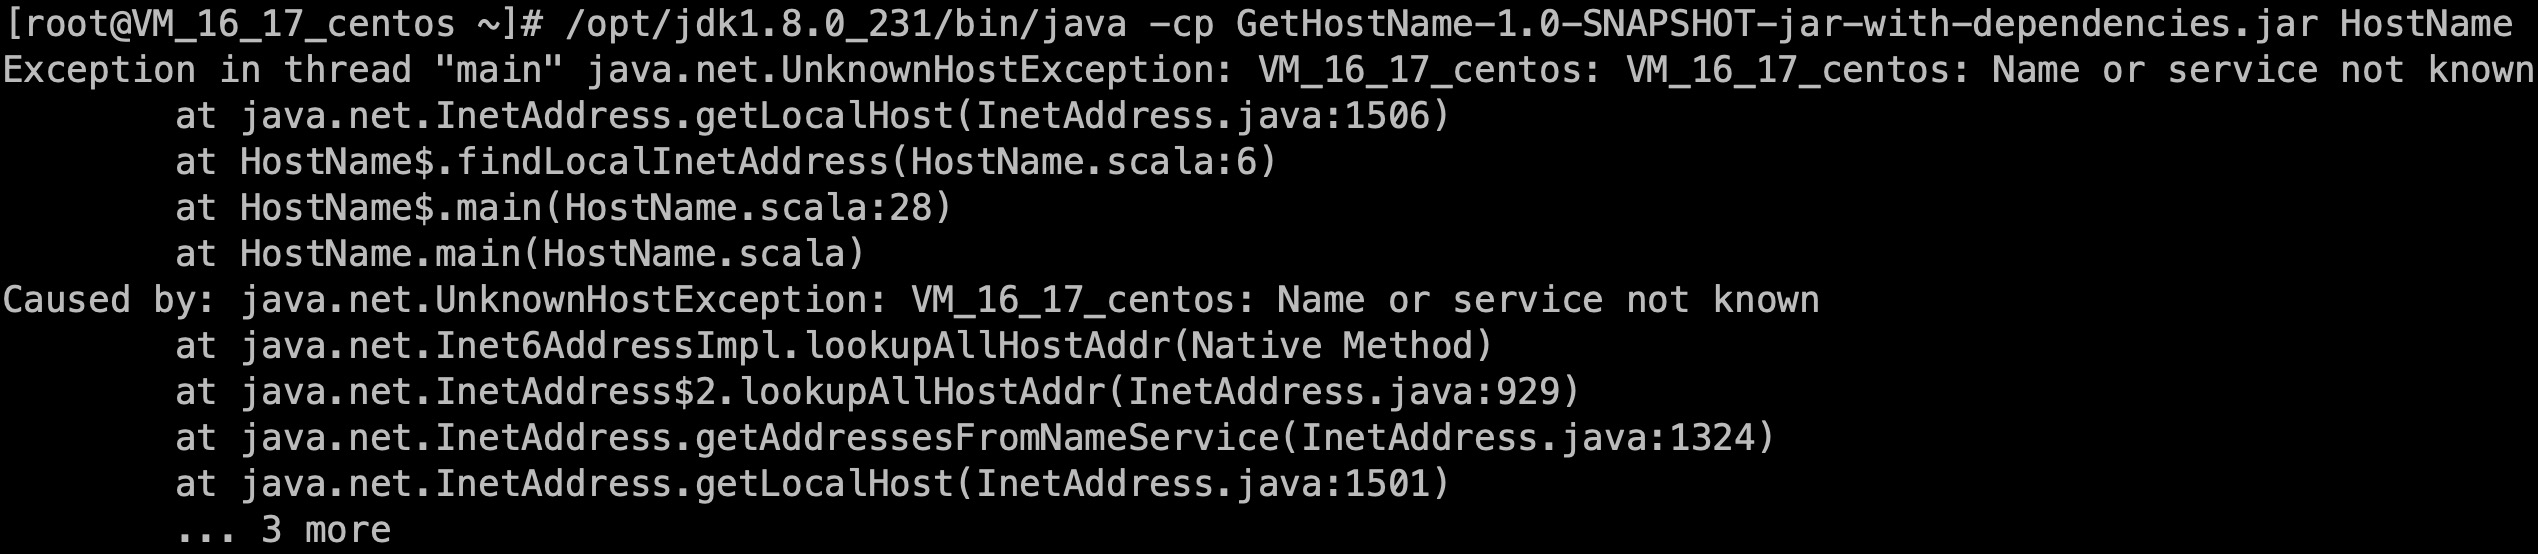 [root@VM_16_17_centos ~]# /opt/jdk1.8.0_231/bin/java -cp GetHostName-1.0-SNAPSHOT-jar-with-dependencies.jar HostName
Exception in thread "main" java.net.UnknownHostException: VM_16_17_centos: VM_16_17_centos: Name or service not known
        at java.net.InetAddress.getLocalHost(InetAddress.java:1506)
        at HostName$.findLocalInetAddress(HostName.scala:6)
        at HostName$.main(HostName.scala:28)
        at HostName.main(HostName.scala)
Caused by: java.net.UnknownHostException: VM_16_17_centos: Name or service not known
        at java.net.Inet6AddressImpl.lookupAllHostAddr(Native Method)
        at java.net.InetAddress$2.lookupAllHostAddr(InetAddress.java:929)
        at java.net.InetAddress.getAddressesFromNameService(InetAddress.java:1324)
        at java.net.InetAddress.getLocalHost(InetAddress.java:1501)
        ... 3 more